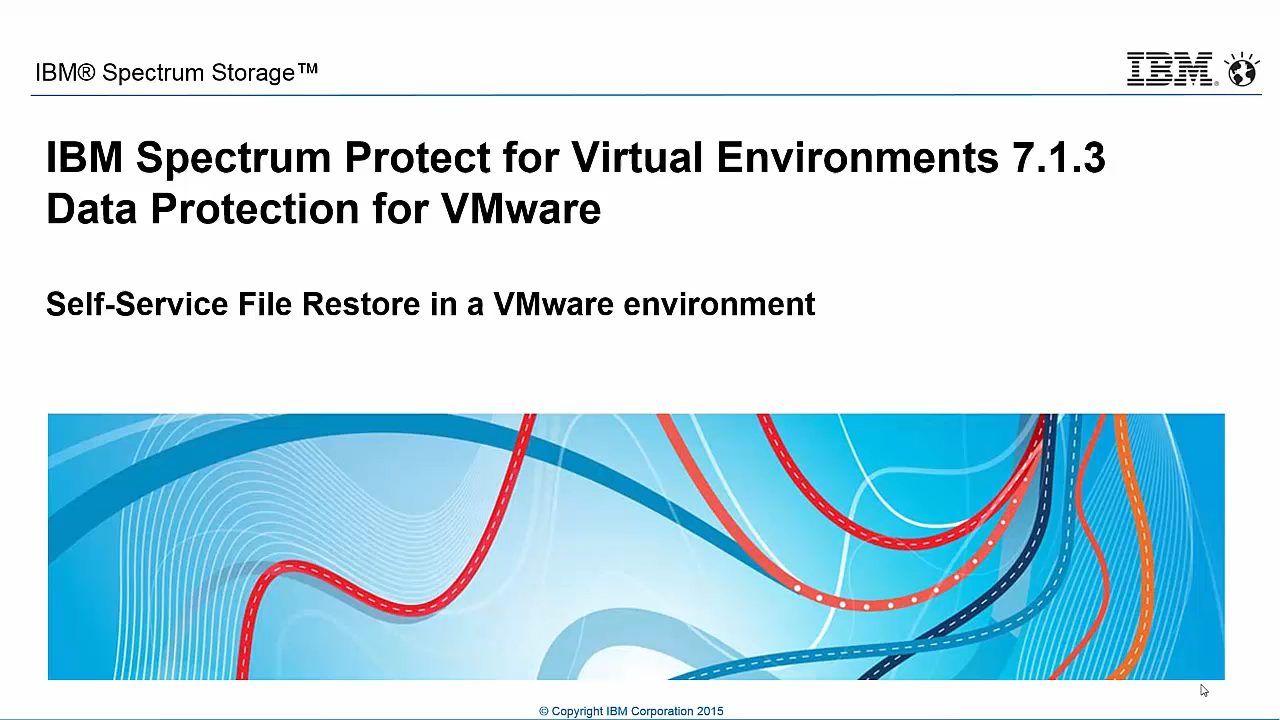 IBM® Spectrum Storage™
IBM®
IBM Spectrum Protect for Virtual Environments 7.1.3
Data Protection for VMware
Self-Service File Restore in a VMware environment
© Copyright IBM Corporation 2015